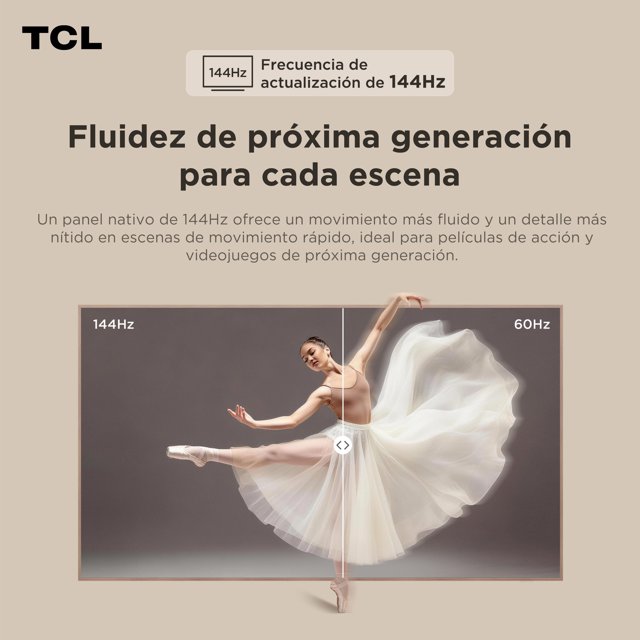 TCL
144Hz
Frecuencia de
actualización de 144Hz
Fluidez de próxima generación
para cada escena
Un panel nativo de 144Hz ofrece un movimiento más fluido y un detalle más
nítido en escenas de movimiento rápido, ideal para películas de acción y
videojuegos de próxima generación.
144Hz
60Hz